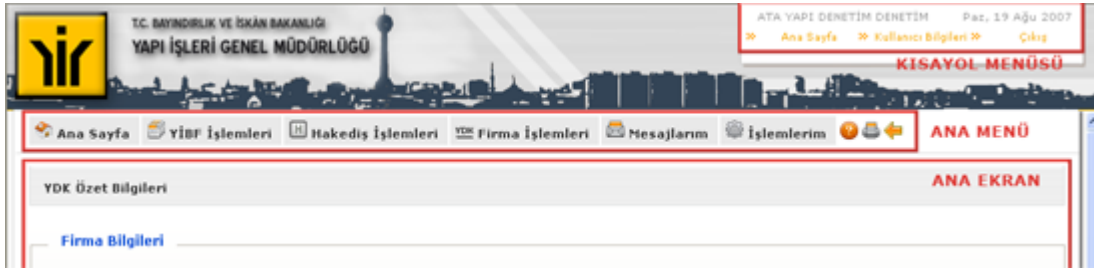 yir
T.C. BAYINDIRLIK VE İSKÂN BAKANLIĞI
YAPI İŞLERİ GENEL MÜDÜRLÜĞÜ
ATA YAPI DENETİM DENETİM Paz, 19 Ağu 2007
» Ana Sayfa » Kullanıcı Bilgileri » Çıkış
KISAYOL MENÜSÜ
Ana Sayfa YİBF İşlemleri H Hakediş İşlemleri YDK Firma İşlemleri Mesajlarım İşlemlerim ?
ANA MENÜ
YDK Özet Bilgileri
ANA EKRAN
Firma Bilgileri